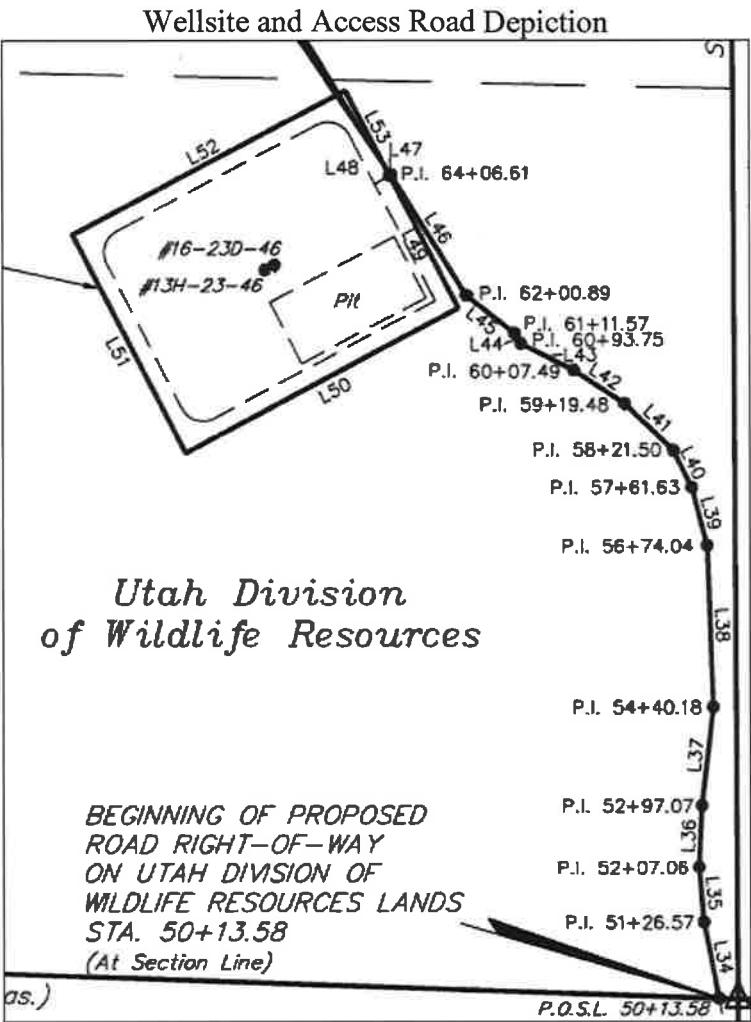 Wellsite and Access Road Depiction
S
L52
L53
L47
L48
P.I. 64+06.61
L46
L49
#16-23D-46
#13H-23-46
Pit
P.I. 62+00.89
L45
P.I. 61+11.57
L44
P.I. 60+93.75
L43
L51
L50
P.I. 60+07.49
L42
P.I. 59+19.48
L41
P.I. 58+21.50
L40
P.I. 57+61.63
L39
P.I. 56+74.04
Utah Division
of Wildlife Resources
L38
P.I. 54+40.18
L37
BEGINNING OF PROPOSED
ROAD RIGHT-OF-WAY
ON UTAH DIVISION OF
WILDLIFE RESOURCES LANDS
STA. 50+13.58
(At Section Line)
P.I. 52+97.07
L36
P.I. 52+07.06
L35
P.I. 51+26.57
L34
as.)
P.O.S.L. 50+13.58